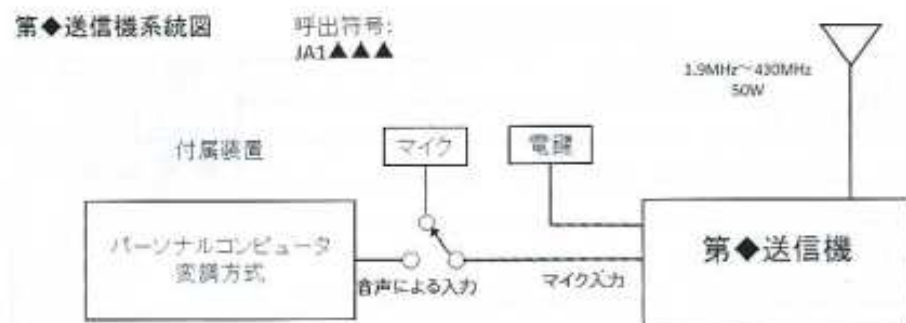 第◆送信機系統図
呼出符号:
JA1▲▲▲
1.9MHz～430MHz
50W
付属装置
マイク
電鍵
パーソナルコンピュータ
変調方式
第◆送信機
音声による入力
マイク入力